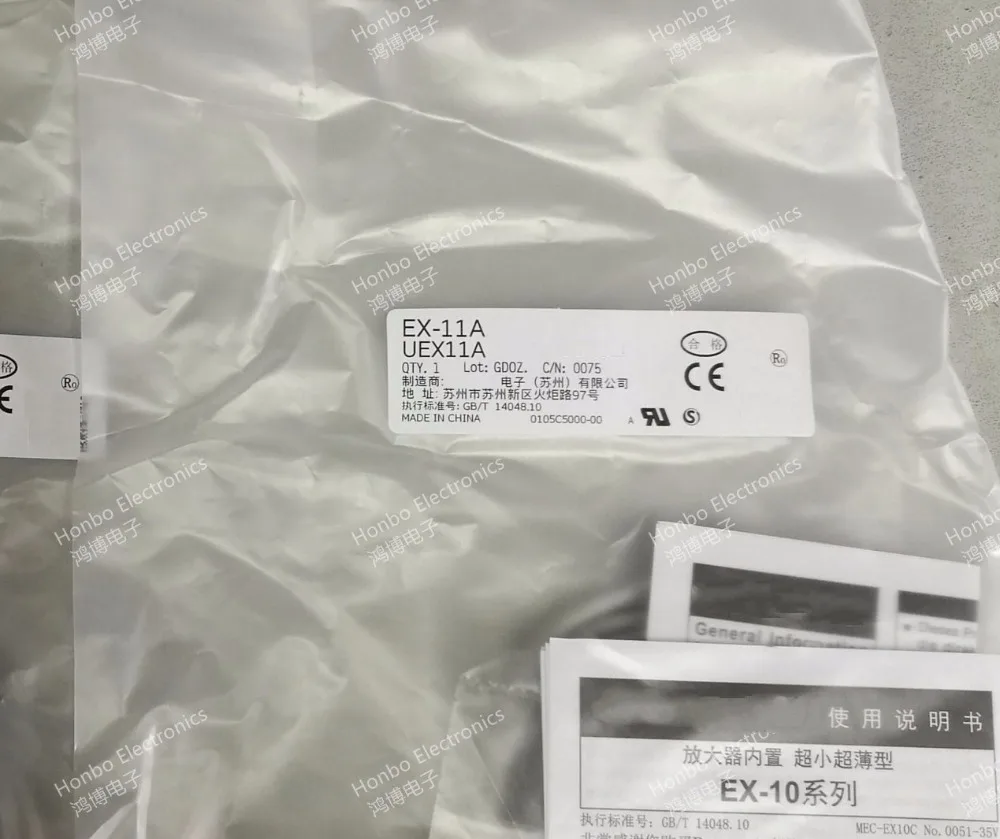 Honbo Electronics
鸿博电子
EX-11A
UEX11A
QTY. 1 Lot: GD0Z. C/N: 0075
制造商: 电子（苏州）有限公司
地 址: 苏州市苏州新区火炬路97号
执行标准号: GB/T 14048.10
MADE IN CHINA 0105C5000-00
合格
CE
Ro
格
Ro
General Information
使用说明书
放大器内置 超小超薄型
EX-10系列
执行标准号: GB/T 14048.10
MEC-EX10C No.0051-35V